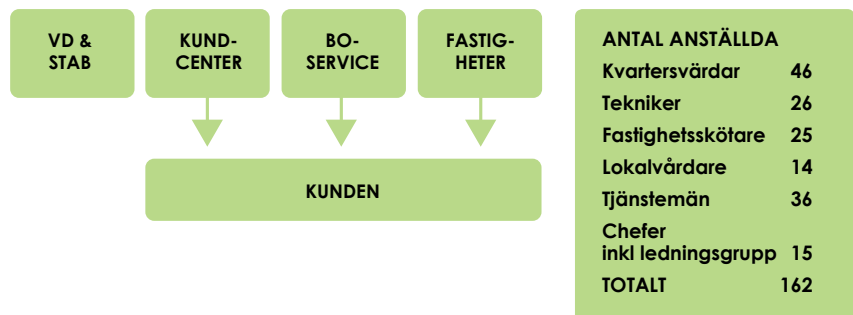 VD &
STAB
KUND-
CENTER
BO-
SERVICE
FASTIG-
HETER
KUNDEN
ANTAL ANSTÄLLDA
Kvartersvärdar 46
Tekniker 26
Fastighetsskötare 25
Lokalvårdare 14
Tjänstemän 36
Chefer
inkl ledningsgrupp 15
TOTALT 162